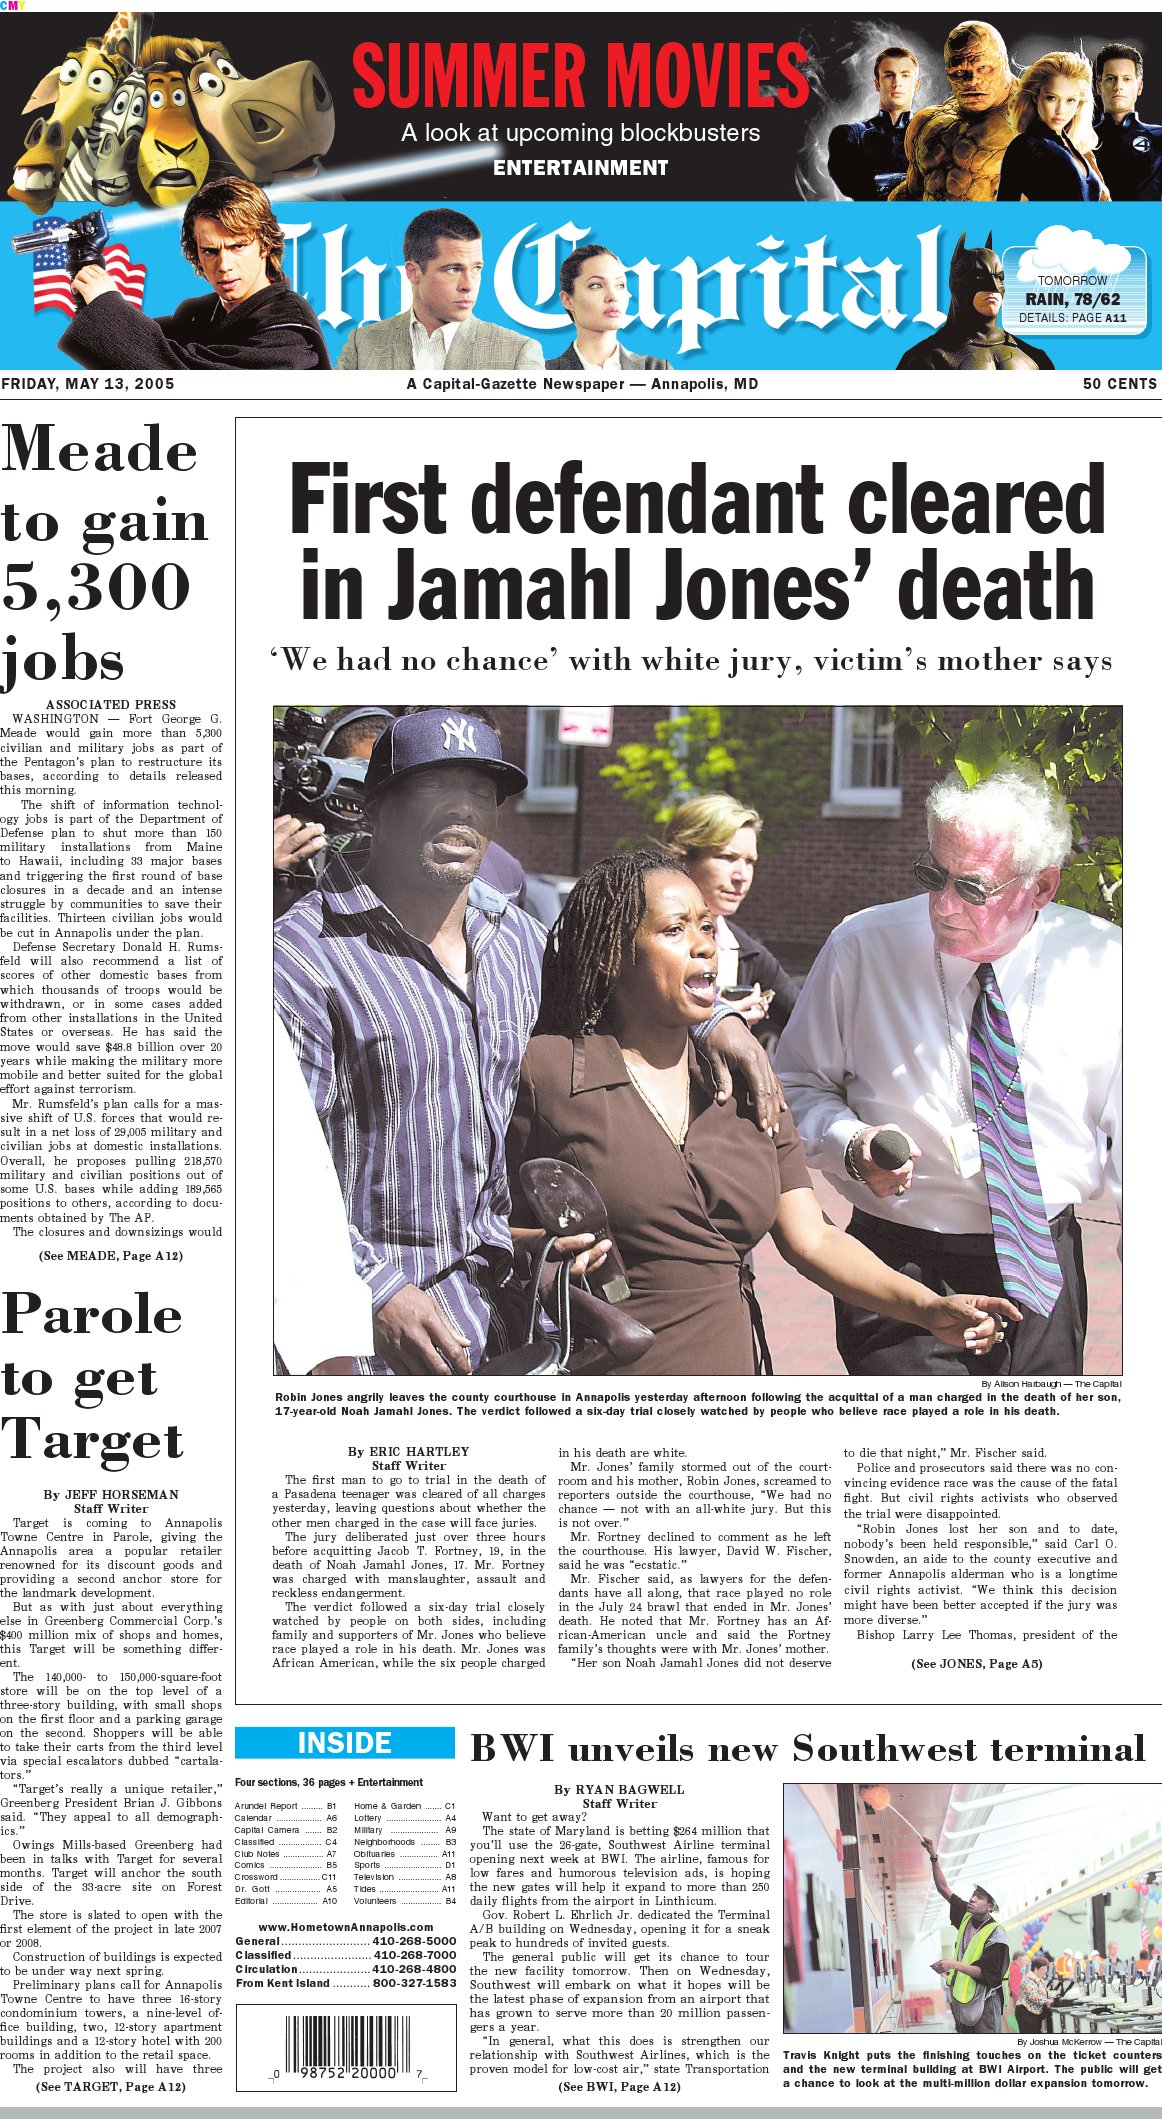 CMY
SUMMER MOVIES
A look at upcoming blockbusters
ENTERTAINMENT
The Capital
TOMORROW
RAIN, 78/62
DETAILS: PAGE A11
FRIDAY, MAY 13, 2005
A Capital-Gazette Newspaper — Annapolis, MD
50 CENTS
Meade
to gain
5,300
jobs
ASSOCIATED PRESS
WASHINGTON — Fort George G.
Meade would gain more than 5,300
civilian and military jobs as part of
the Pentagon's plan to restructure its
bases, according to details released
this morning.
The shift of information technol-
ogy jobs is part of the Department of
Defense plan to shut more than 150
military installations from Maine
to Hawaii, including 33 major bases
and triggering the first round of base
closures in a decade and an intense
struggle by communities to save their
facilities. Thirteen civilian jobs would
be cut in Annapolis under the plan.
Defense Secretary Donald H. Rums-
feld will also recommend a list of
scores of other domestic bases from
which thousands of troops would be
withdrawn, or in some cases added
from other installations in the United
States or overseas. He has said the
move would save $48.8 billion over 20
years while making the military more
mobile and better suited for the global
effort against terrorism.
Mr. Rumsfeld's plan calls for a mas-
sive shift of U.S. forces that would re-
sult in a net loss of 29,005 military and
civilian jobs at domestic installations.
Overall, he proposes pulling 218,570
military and civilian positions out of
some U.S. bases while adding 189,565
positions to others, according to docu-
ments obtained by The AP.
The closures and downsizings would
(See MEADE, Page A12)
Parole
to get
Target
By JEFF HORSEMAN
Staff Writer
Target is coming to Annapolis
Towne Centre in Parole, giving the
Annapolis area a popular retailer
renowned for its discount goods and
providing a second anchor store for
the landmark development.
But as with just about everything
else in Greenberg Commercial Corp.'s
$400 million mix of shops and homes,
this Target will be something differ-
ent.
The 140,000- to 150,000-square-foot
store will be on the top level of a
three-story building, with small shops
on the first floor and a parking garage
on the second. Shoppers will be able
to take their carts from the third level
via special escalators dubbed “cartala-
tors.”
“Target's really a unique retailer,”
Greenberg President Brian J. Gibbons
said. “They appeal to all demograph-
ics.”
Owings Mills-based Greenberg had
been in talks with Target for several
months. Target will anchor the south
side of the 33-acre site on Forest
Drive.
The store is slated to open with the
first element of the project in late 2007
or 2008.
Construction of buildings is expected
to be under way next spring.
Preliminary plans call for Annapolis
Towne Centre to have three 16-story
condominium towers, a nine-level of-
fice building, two, 12-story apartment
buildings and a 12-story hotel with 200
rooms in addition to the retail space.
The project also will have three
(See TARGET, Page A12)
First defendant cleared
in Jamahl Jones' death
‘We had no chance’ with white jury, victim's mother says
NY
By Alison Harbaugh — The Capital
Robin Jones angrily leaves the county courthouse in Annapolis yesterday afternoon following the acquittal of a man charged in the death of her son,
17-year-old Noah Jamahl Jones. The verdict followed a six-day trial closely watched by people who believe race played a role in his death.
By ERIC HARTLEY
Staff Writer
The first man to go to trial in the death of
a Pasadena teenager was cleared of all charges
yesterday, leaving questions about whether the
other men charged in the case will face juries.
The jury deliberated just over three hours
before acquitting Jacob T. Fortney, 19, in the
death of Noah Jamahl Jones, 17. Mr. Fortney
was charged with manslaughter, assault and
reckless endangerment.
The verdict followed a six-day trial closely
watched by people on both sides, including
family and supporters of Mr. Jones who believe
race played a role in his death. Mr. Jones was
African American, while the six people charged
in his death are white.
Mr. Jones' family stormed out of the court-
room and his mother, Robin Jones, screamed to
reporters outside the courthouse, “We had no
chance — not with an all-white jury. But this
is not over.”
Mr. Fortney declined to comment as he left
the courthouse. His lawyer, David W. Fischer,
said he was “ecstatic.”
Mr. Fischer said, as lawyers for the defen-
dants have all along, that race played no role
in the July 24 brawl that ended in Mr. Jones'
death. He noted that Mr. Fortney has an Af-
rican-American uncle and said the Fortney
family's thoughts were with Mr. Jones' mother.
“Her son Noah Jamahl Jones did not deserve
to die that night,” Mr. Fischer said.
Police and prosecutors said there was no con-
vincing evidence race was the cause of the fatal
fight. But civil rights activists who observed
the trial were disappointed.
“Robin Jones lost her son and to date,
nobody's been held responsible,” said Carl O.
Snowden, an aide to the county executive and
former Annapolis alderman who is a longtime
civil rights activist. “We think this decision
might have been better accepted if the jury was
more diverse.”
Bishop Larry Lee Thomas, president of the
(See JONES, Page A5)
INSIDE
Four sections, 36 pages + Entertainment
Arundel Report ........ B1
Calendar ................. A6
Capital Camera ...... B2
Classified ................ C4
Club Notes ............... A7
Comics .................... B5
Crossword ............... C11
Dr. Gott ................. A5
Editorial ................. A10
Home & Garden ...... C1
Lottery ..................... A4
Military .................. A9
Neighborhoods ....... B3
Obituaries ............... A11
Sports ...................... D1
Television ................ A8
Tides ....................... A11
Volunteers ............... B4
www.HometownAnnapolis.com
General .......................... 410-268-5000
Classified ....................... 410-268-7000
Circulation ..................... 410-268-4800
From Kent Island ........... 800-327-1583
0 98752 20000 7
BWI unveils new Southwest terminal
By RYAN BAGWELL
Staff Writer
Want to get away?
The state of Maryland is betting $264 million that
you'll use the 26-gate, Southwest Airline terminal
opening next week at BWI. The airline, famous for
low fares and humorous television ads, is hoping
the new gates will help it expand to more than 250
daily flights from the airport in Linthicum.
Gov. Robert L. Ehrlich Jr. dedicated the Terminal
A/B building on Wednesday, opening it for a sneak
peak to hundreds of invited guests.
The general public will get its chance to tour
the new facility tomorrow. Then on Wednesday,
Southwest will embark on what it hopes will be
the latest phase of expansion from an airport that
has grown to serve more than 20 million passen-
gers a year.
“In general, what this does is strengthen our
relationship with Southwest Airlines, which is the
proven model for low-cost air,” state Transportation
(See BWI, Page A12)
By Joshua McKerrow — The Capital
Travis Knight puts the finishing touches on the ticket counters
and the new terminal building at BWI Airport. The public will get
a chance to look at the multi-million dollar expansion tomorrow.